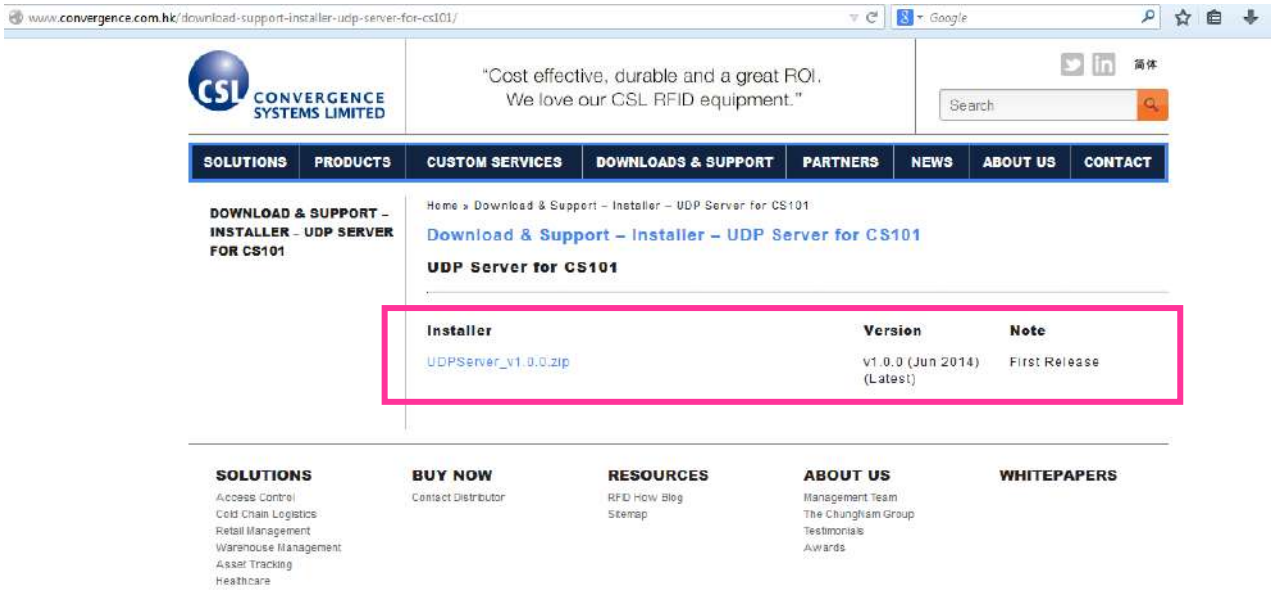 www.convergence.com.hk/download-support-installer-udp-server-for-cs101/
Google
CSL CONVERGENCE
SYSTEMS LIMITED
"Cost effective, durable and a great ROI.
We love our CSL RFID equipment."
简体
Search
SOLUTIONS PRODUCTS CUSTOM SERVICES DOWNLOADS & SUPPORT PARTNERS NEWS ABOUT US CONTACT
DOWNLOAD & SUPPORT –
INSTALLER – UDP SERVER
FOR CS101
Home » Download & Support – Installer – UDP Server for CS101
Download & Support – Installer – UDP Server for CS101
UDP Server for CS101
Installer Version Note
UDPServer_v1.0.0.zip v1.0.0 (Jun 2014) First Release
(Latest)
SOLUTIONS
Access Control
Cold Chain Logistics
Retail Management
Warehouse Management
Asset Tracking
Healthcare
BUY NOW
Contact Distributor
RESOURCES
RFID How Blog
Sitemap
ABOUT US
Management Team
The ChungNam Group
Testimonials
Awards
WHITEPAPERS